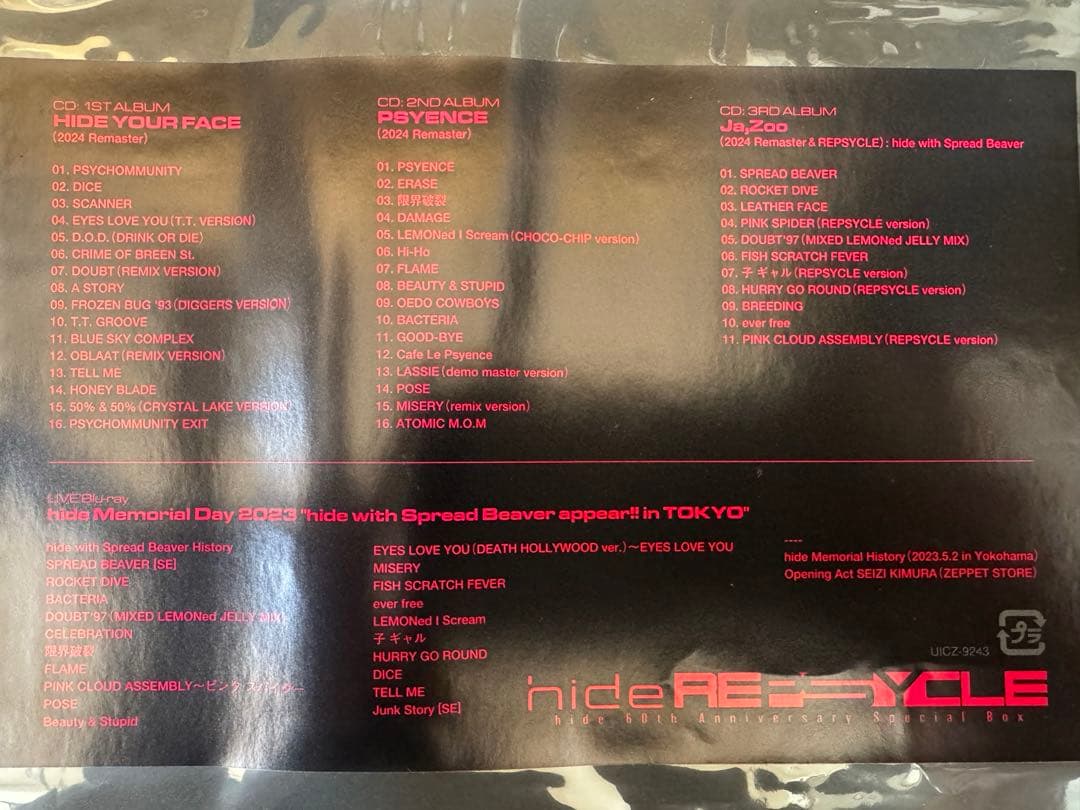 CD: 1ST ALBUM
HIDE YOUR FACE
(2024 Remaster)
01. PSYCHOMMUNITY
02. DICE
03. SCANNER
04. EYES LOVE YOU (T.T. VERSION)
05. D.O.D. (DRINK OR DIE)
06. CRIME OF BREEN St.
07. DOUBT (REMIX VERSION)
08. A STORY
09. FROZEN BUG '93 (DIGGERS VERSION)
10. T.T. GROOVE
11. BLUE SKY COMPLEX
12. OBLAAT (REMIX VERSION)
13. TELL ME
14. HONEY BLADE
15. 50% & 50% (CRYSTAL LAKE VERSION)
16. PSYCHOMMUNITY EXIT
CD: 2ND ALBUM
PSYENCE
(2024 Remaster)
01. PSYENCE
02. ERASE
03. 限界破裂
04. DAMAGE
05. LEMONed I Scream (CHOCO-CHIP version)
06. Hi-Ho
07. FLAME
08. BEAUTY & STUPID
09. OEDO COWBOYS
10. BACTERIA
11. GOOD-BYE
12. Cafe Le Psyence
13. LASSIE (demo master version)
14. POSE
15. MISERY (remix version)
16. ATOMIC M.O.M
CD: 3RD ALBUM
Ja,Zoo
(2024 Remaster & REPSYCLE) : hide with Spread Beaver
01. SPREAD BEAVER
02. ROCKET DIVE
03. LEATHER FACE
04. PINK SPIDER (REPSYCLE version)
05. DOUBT'97 (MIXED LEMONed JELLY MIX)
06. FISH SCRATCH FEVER
07. 子 ギャル (REPSYCLE version)
08. HURRY GO ROUND (REPSYCLE version)
09. BREEDING
10. ever free
11. PINK CLOUD ASSEMBLY (REPSYCLE version)
LIVE Blu-ray
hide Memorial Day 2023 "hide with Spread Beaver appear!! in TOKYO"
hide with Spread Beaver History
SPREAD BEAVER [SE]
ROCKET DIVE
BACTERIA
DOUBT'97 (MIXED LEMONed JELLY MIX)
CELEBRATION
限界破裂
FLAME
PINK CLOUD ASSEMBLY～ピンク スパイダー
POSE
Beauty & Stupid
EYES LOVE YOU (DEATH HOLLYWOOD ver.)～EYES LOVE YOU
MISERY
FISH SCRATCH FEVER
ever free
LEMONed I Scream
子 ギャル
HURRY GO ROUND
DICE
TELL ME
Junk Story [SE]
----
hide Memorial History (2023.5.2 in Yokohama)
Opening Act SEIZI KIMURA (ZEPPET STORE)
プラ
UICZ-9243
hide REPSYCLE
hide 60th Anniversary Special Box